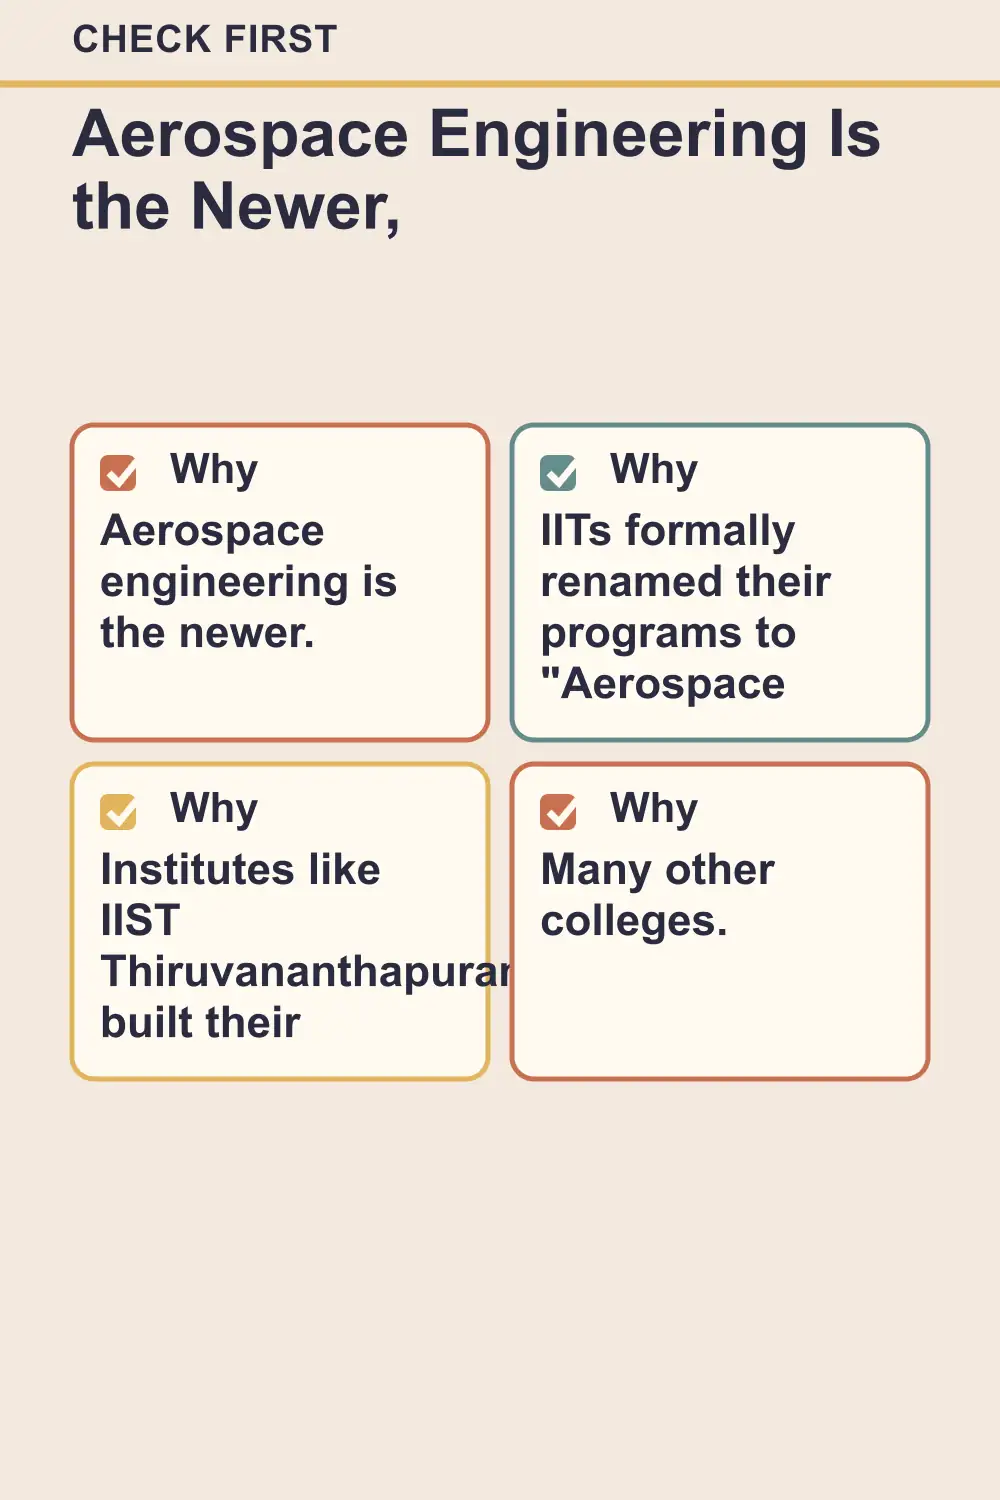 CHECK FIRST
Aerospace Engineering Is
the Newer,
Why
Aerospace
engineering is
the newer.
Why
IITs formally
renamed their
programs to
"Aerospace
Why
Institutes like
IIST
built their
Why
Many other
colleges.